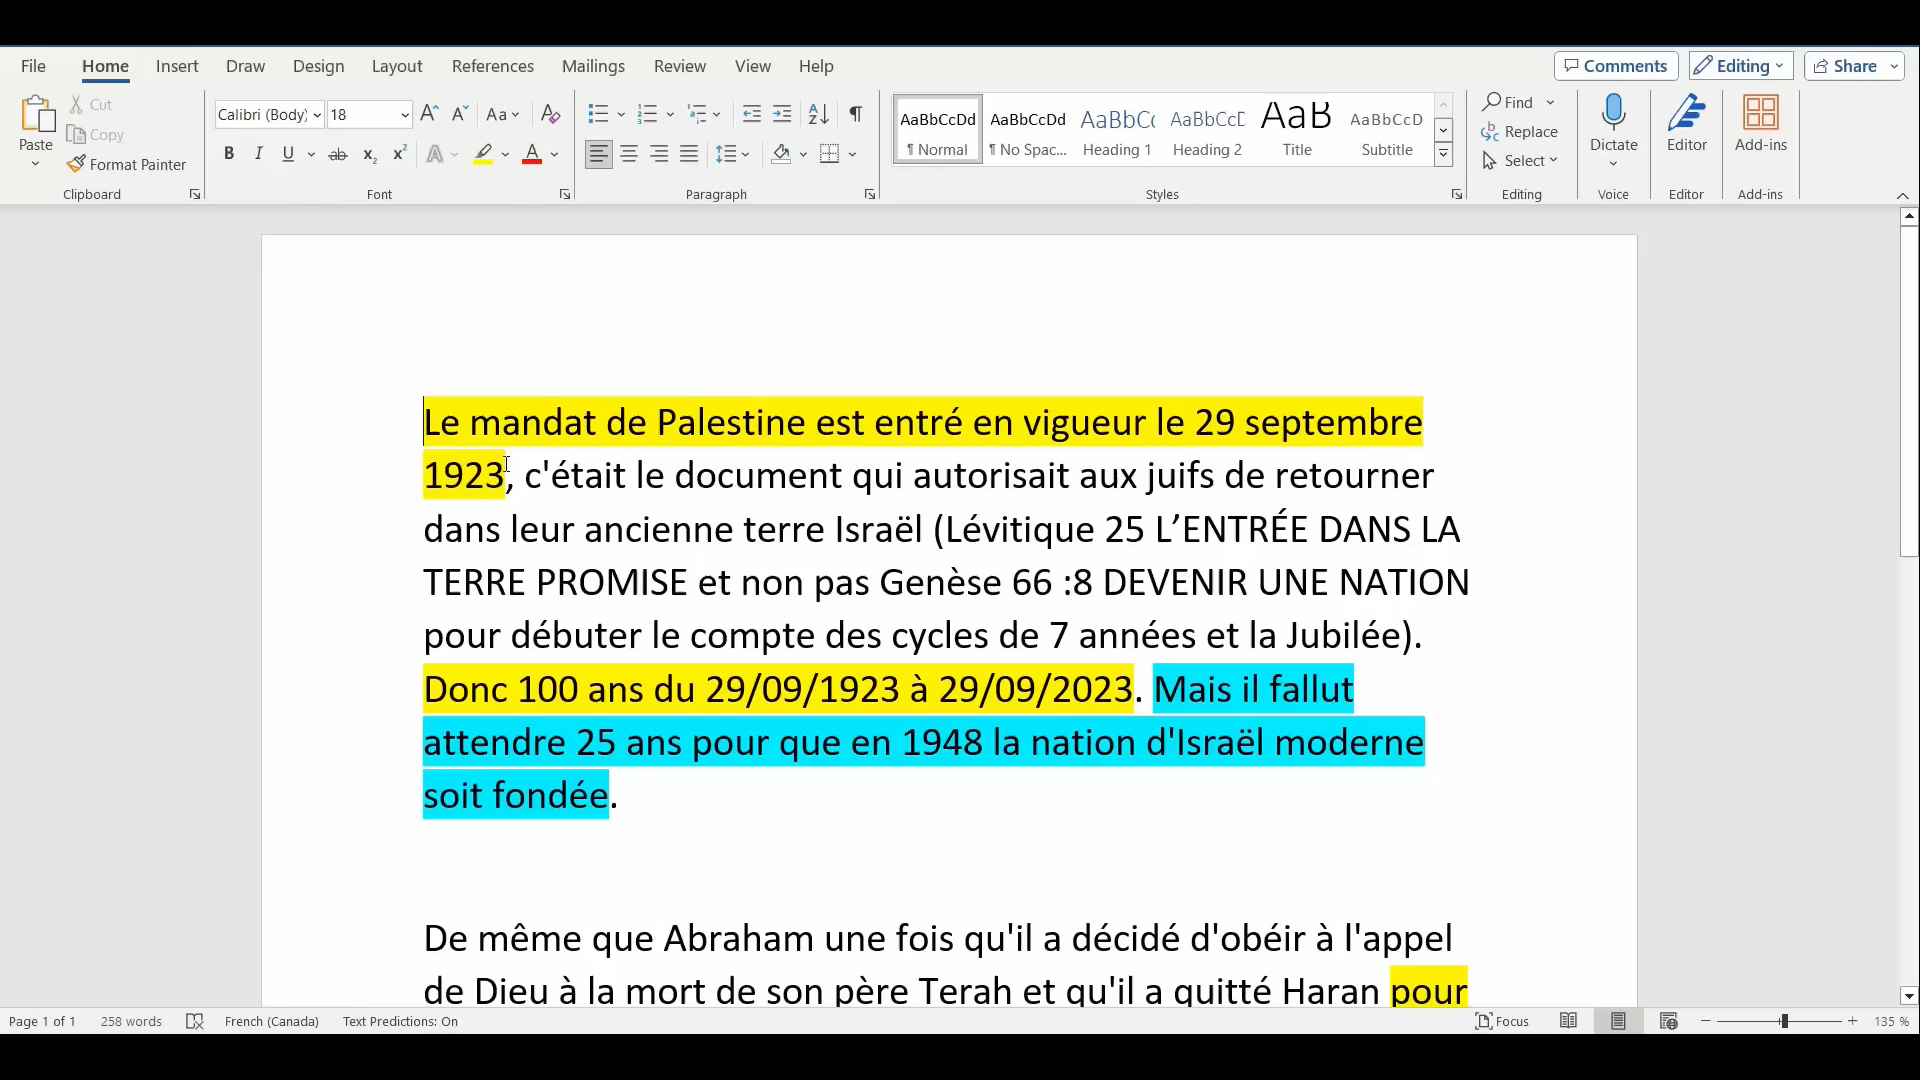 File Home Insert Draw Design Layout References Mailings Review View Help Comments Editing Share
Paste
Cut
Copy
Format Painter
Clipboard
Calibri (Body) 18
Font
Paragraph
AaBbCcDd AaBbCcDd AaBbCc AaBbCcD AaB AaBbCcD
¶ Normal ¶ No Spac... Heading 1 Heading 2 Title Subtitle
Styles
Find
Replace
Select
Editing
Dictate
Voice
Editor
Editor
Add-ins
Add-ins
Le mandat de Palestine est entré en vigueur le 29 septembre
1923, c'était le document qui autorisait aux juifs de retourner
dans leur ancienne terre Israël (Lévitique 25 L’ENTRÉE DANS LA
TERRE PROMISE et non pas Genèse 66 :8 DEVENIR UNE NATION
pour débuter le compte des cycles de 7 années et la Jubilée).
Donc 100 ans du 29/09/1923 à 29/09/2023. Mais il fallut
attendre 25 ans pour que en 1948 la nation d'Israël moderne
soit fondée.
De même que Abraham une fois qu'il a décidé d'obéir à l'appel
de Dieu à la mort de son père Terah et qu'il a quitté Haran pour
Page 1 of 1 258 words French (Canada) Text Predictions: On Focus 135 %